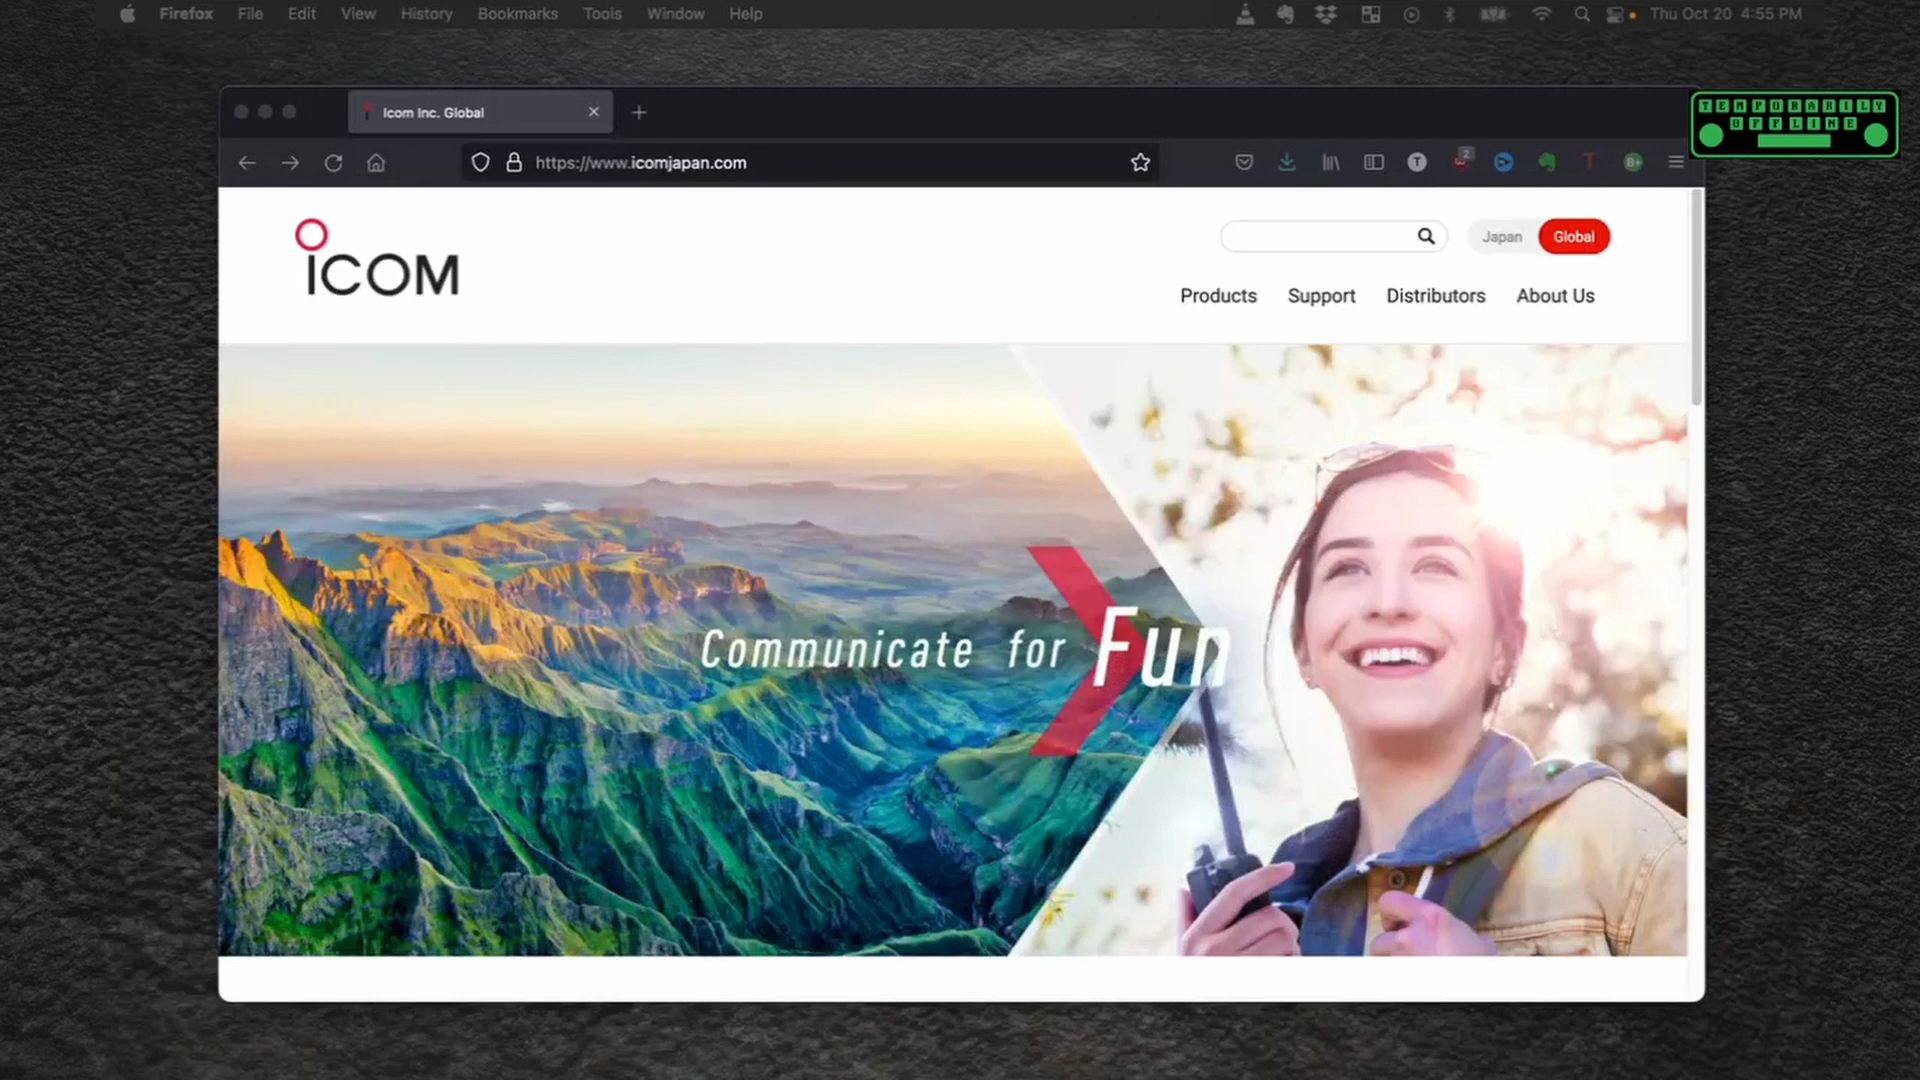 Firefox File Edit View History Bookmarks Tools Window Help Thu Oct 20 4:55 PM
Icom Inc. Global
TEMPORARILY
OFFLINE
https://www.icomjapan.com
2
T
T
B+
ICOM
Japan Global
Products Support Distributors About Us
Communicate for Fun